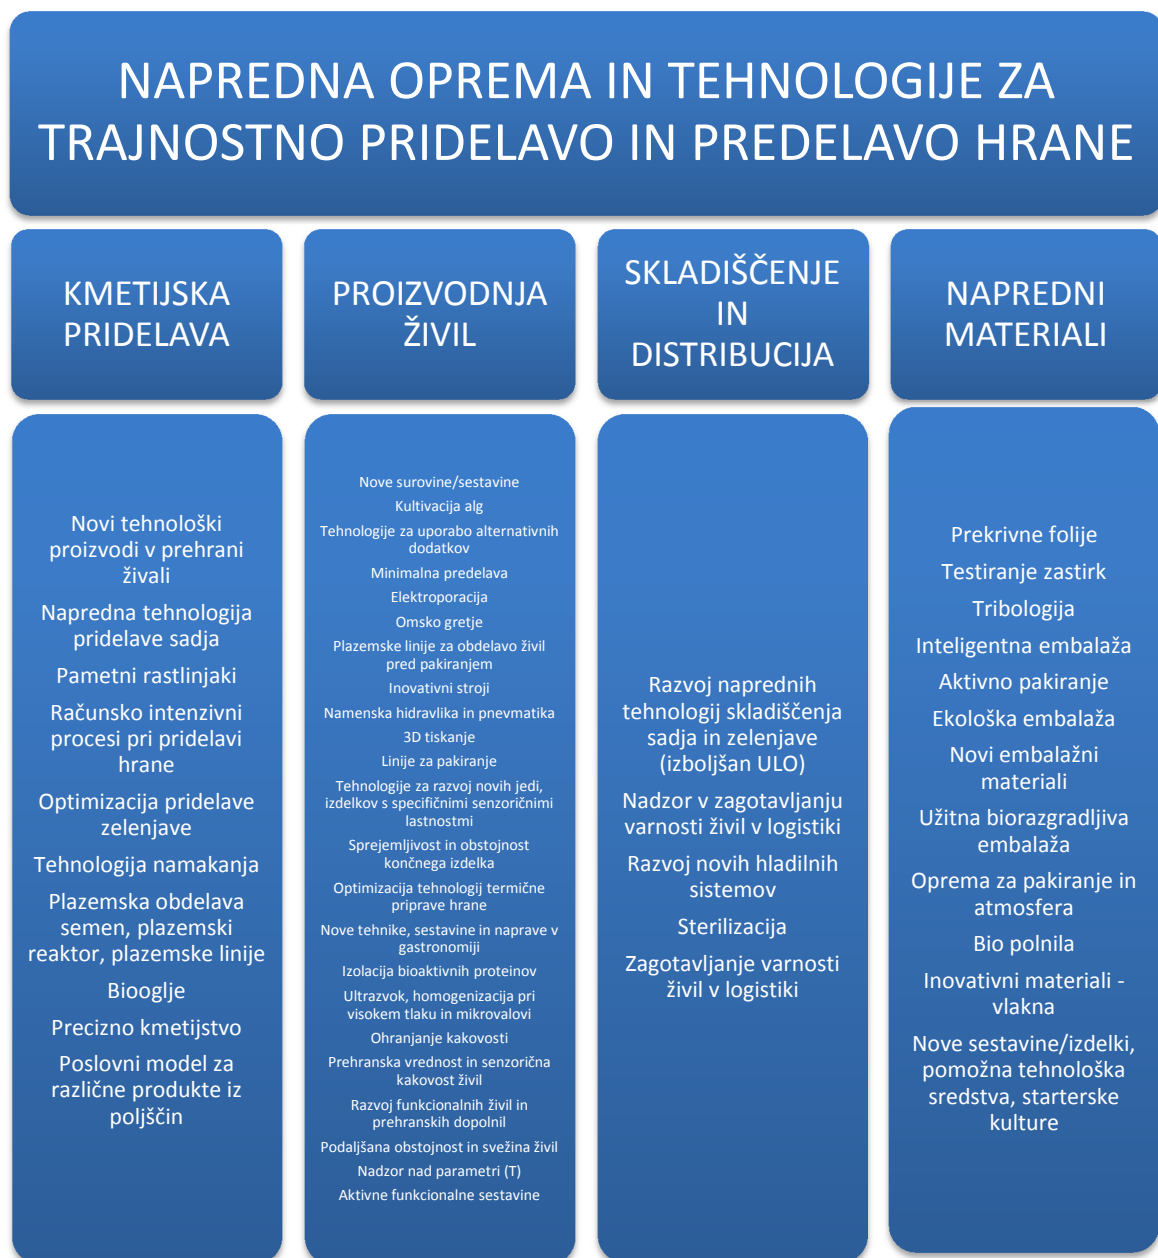 NAPREDNA OPREMA IN TEHNOLOGIJE ZA
TRAJNOSTNO PRIDELAVO IN PREDELAVO HRANE
KMETIJSKA
PRIDELAVA
Novi tehnološki
proizvodi v prehrani
živali
Napredna tehnologija
pridelave sadja
Pametni rastlinjaki
Računsko intenzivni
procesi pri pridelavi
hrane
Optimizacija pridelave
zelenjave
Tehnologija namakanja
Plazemska obdelava
semen, plazemski
reaktor, plazemske linije
Biooglje
Precizno kmetijstvo
Poslovni model za
različne produkte iz
poljščin
PROIZVODNJA
ŽIVIL
Nove surovine/sestavine
Kultivacija alg
Tehnologije za uporabo alternativnih
dodatkov
Minimalna predelava
Elektroporacija
Omsko gretje
Plazemske linije za obdelavo živil
pred pakiranjem
Inovativni stroji
Namenska hidravlika in pnevmatika
3D tiskanje
Linije za pakiranje
Tehnologije za razvoj novih jedi,
izdelkov s specifičnimi senzoričnimi
lastnostmi
Sprejemljivost in obstojnost
končnega izdelka
Optimizacija tehnologij termične
priprave hrane
Nove tehnike, sestavine in naprave v
gastronomiji
Izolacija bioaktivnih proteinov
Ultrazvok, homogenizacija pri
visokem tlaku in mikrovalovi
Ohranjanje kakovosti
Prehranska vrednost in senzorična
kakovost živil
Razvoj funkcionalnih živil in
prehranskih dopolnil
Podaljšana obstojnost in svežina živil
Nadzor nad parametri (T)
Aktivne funkcionalne sestavine
SKLADIŠČENJE
IN
DISTRIBUCIJA
Razvoj naprednih
tehnologij skladiščenja
sadja in zelenjave
(izboljšan ULO)
Nadzor v zagotavljanju
varnosti živil v logistiki
Razvoj novih hladilnih
sistemov
Sterilizacija
Zagotavljanje varnosti
živil v logistiki
NAPREDNI
MATERIALI
Prekrivne folije
Testiranje zastirk
Tribologija
Inteligentna embalaža
Aktivno pakiranje
Ekološka embalaža
Novi embalažni
materiali
Užitna biorazgradljiva
embalaža
Oprema za pakiranje in
atmosfera
Bio polnila
Inovativni materiali -
vlakna
Nove sestavine/izdelki,
pomožna tehnološka
sredstva, starterske
kulture